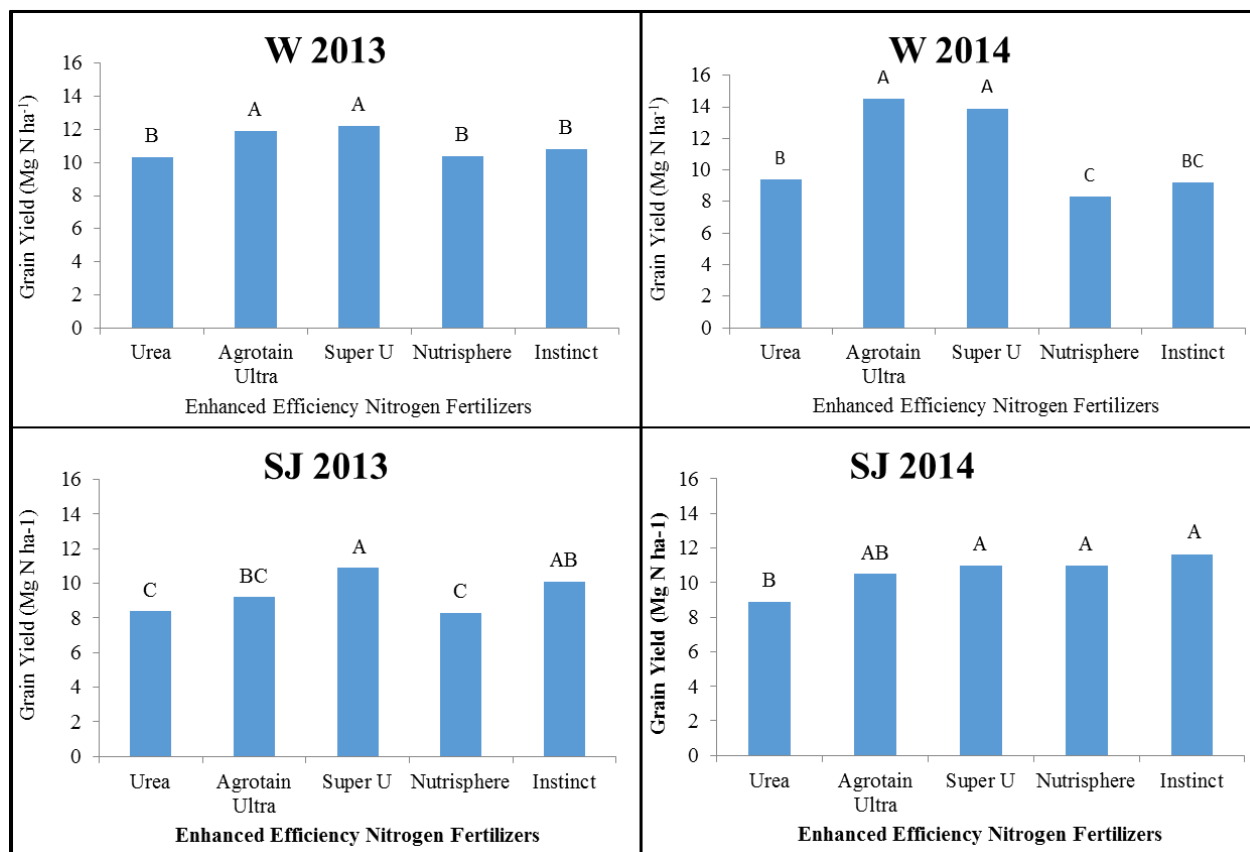 W 2013
Grain Yield (Mg N ha-1)
16
14
12
10
8
6
4
2
0
B
A
A
B
B
Urea
Agrotain
Ultra
Super U
Nutrisphere
Instinct
Enhanced Efficiency Nitrogen Fertilizers
W 2014
Grain Yield (Mg N ha-1)
16
14
12
10
8
6
4
2
0
B
A
A
C
BC
Urea
Agrotain
Ultra
Super U
Nutrisphere
Instinct
Enhanced Efficiency Nitrogen Fertilizers
SJ 2013
Grain Yield (Mg N ha-1)
16
14
12
10
8
6
4
2
0
C
BC
A
C
AB
Urea
Agrotain
Ultra
Super U
Nutrisphere
Instinct
Enhanced Efficiency Nitrogen Fertilizers
SJ 2014
Grain Yield (Mg N ha-1)
16
14
12
10
8
6
4
2
0
B
AB
A
A
A
Urea
Agrotain
Ultra
Super U
Nutrisphere
Instinct
Enhanced Efficiency Nitrogen Fertilizers